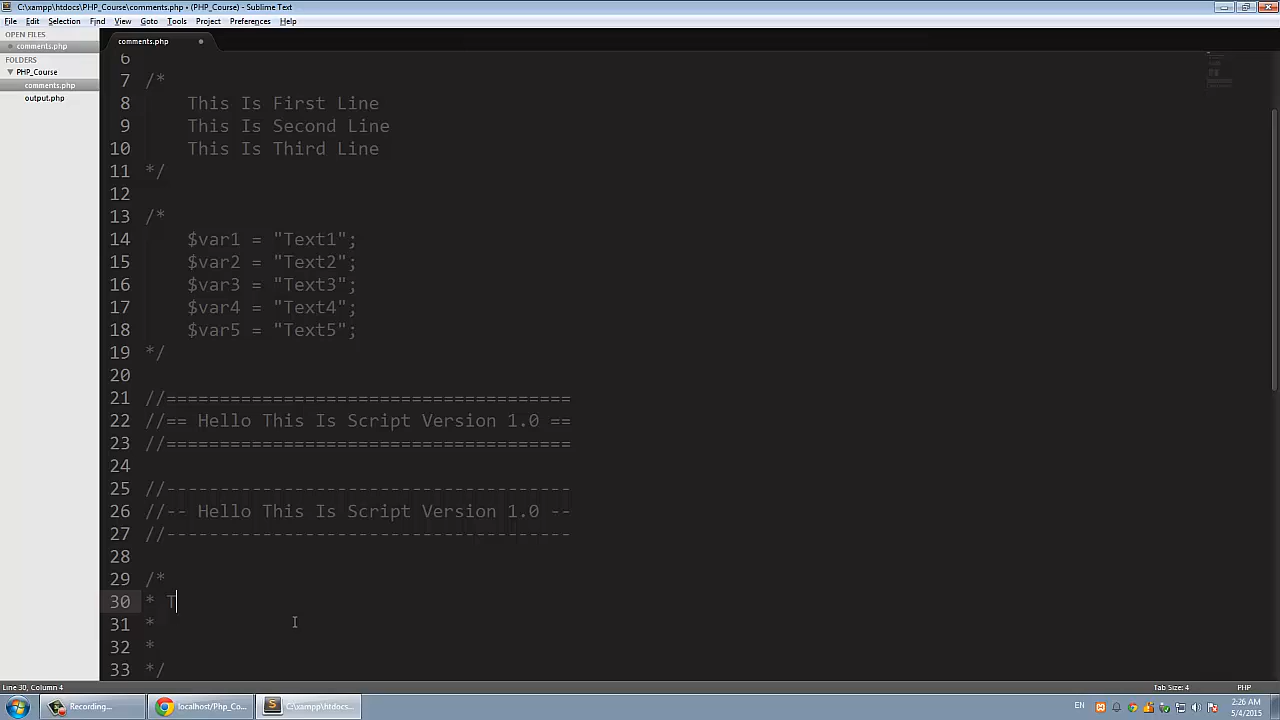 C:\xampp\htdocs\PHP_Course\comments.php • (PHP_Course) - Sublime Text
File Edit Selection Find View Goto Tools Project Preferences Help
OPEN FILES
comments.php
FOLDERS
PHP_Course
comments.php
output.php
comments.php
6
7 /*
8 This Is First Line
9 This Is Second Line
10 This Is Third Line
11 */
12
13 /*
14 $var1 = "Text1";
15 $var2 = "Text2";
16 $var3 = "Text3";
17 $var4 = "Text4";
18 $var5 = "Text5";
19 */
20
21 //======================================
22 //== Hello This Is Script Version 1.0 ==
23 //======================================
24
25 //--------------------------------------
26 //-- Hello This Is Script Version 1.0 --
27 //--------------------------------------
28
29 /*
30 * T
31 *
32 *
33 */
Line 30, Column 4
Tab Size: 4
PHP
Recording...
localhost/Php_Co...
C:\xampp\htdocs...
EN
2:26 AM
5/4/2015